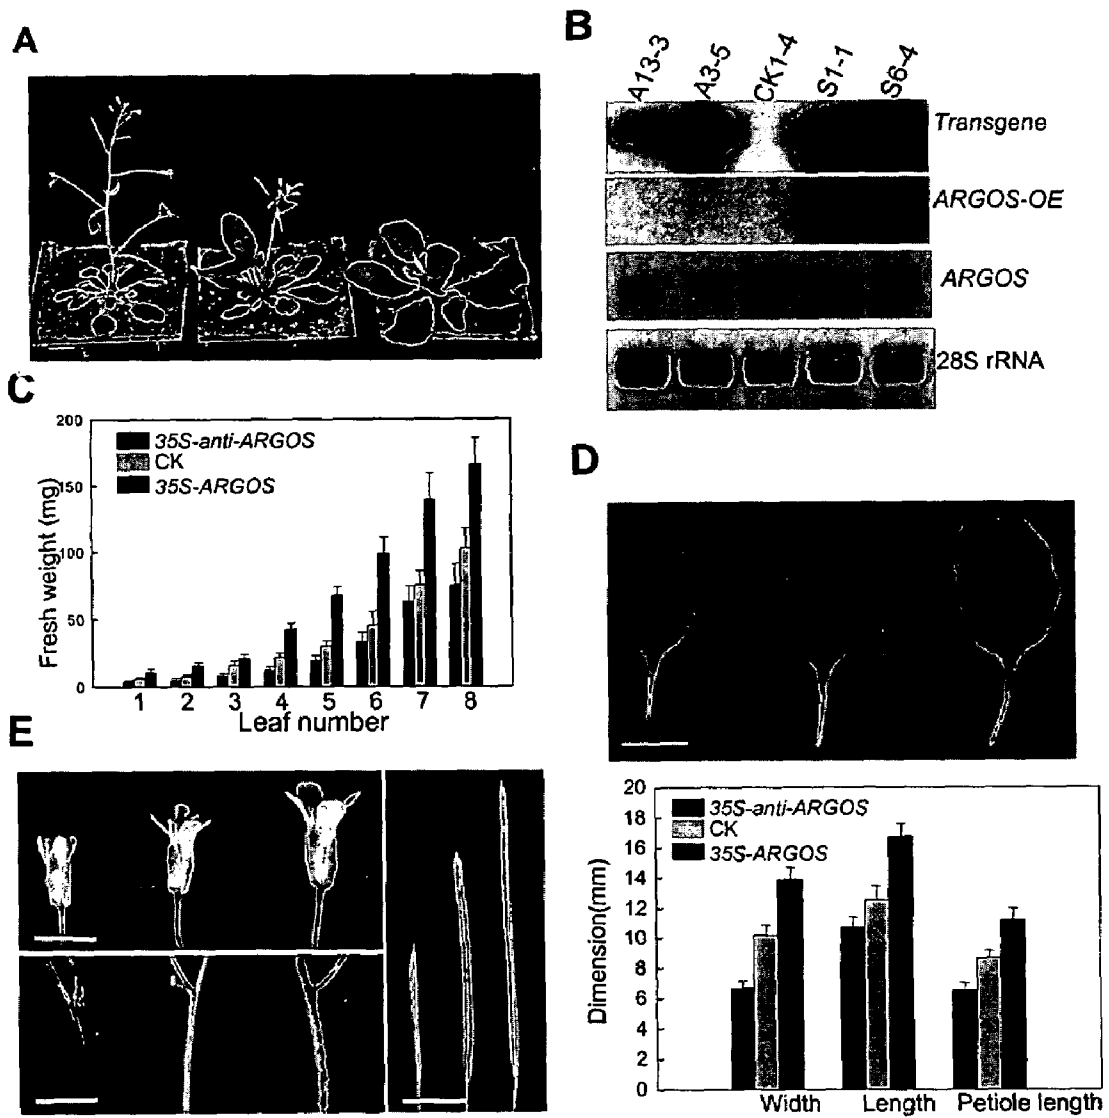 A
B
A13-3
A3-5
CK1-4
S1-1
S6-4
Transgene
ARGOS-OE
ARGOS
28S rRNA
C
200
150
100
50
0
Fresh weight (mg)
35S-anti-ARGOS
CK
35S-ARGOS
1 2 3 4 5 6 7 8
Leaf number
D
20
18
16
14
12
10
8
6
4
2
0
Dimension(mm)
35S-anti-ARGOS
CK
35S-ARGOS
Width Length Petiole length
E